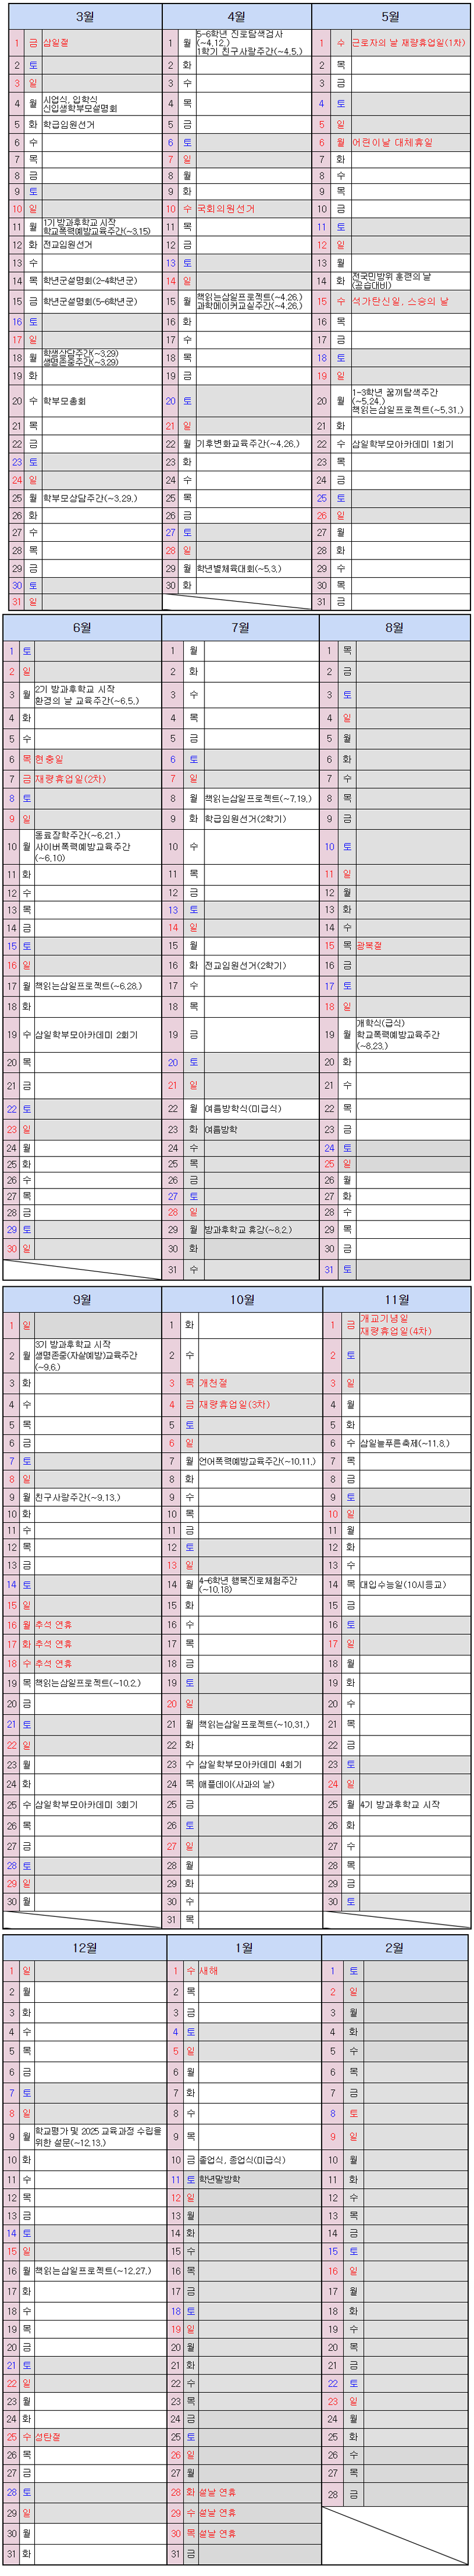 3월
1 금 삼일절
2 토
3 일
4 월 시업식, 입학식
신입생학부모설명회
5 화 학급임원선거
6 수
7 목
8 금
9 토
10 일
11 월 1기 방과후학교 시작
학교폭력예방교육주간(~3.15)
12 화 전교임원선거
13 수
14 목 학년군설명회(2-4학년군)
15 금 학년군설명회(5-6학년군)
16 토
17 일
18 월 학생상담주간(~3.29)
생명존중주간(~3.29)
19 화
20 수 학부모총회
21 목
22 금
23 토
24 일
25 월 학부모상담주간(~3.29.)
26 화
27 수
28 목
29 금
30 토
31 일
4월
1 월 5-6학년 진로탐색검사
(~4.12.)
1학기 친구사랑주간(~4.5.)
2 화
3 수
4 목
5 금
6 토
7 일
8 월
9 화
10 수 국회의원선거
11 목
12 금
13 토
14 일
15 월 책읽는삼일프로젝트(~4.26.)
과학메이커교실주간(~4.26.)
16 화
17 수
18 목
19 금
20 토
21 일
22 월 기후변화교육주간(~4.26.)
23 화
24 수
25 목
26 금
27 토
28 일
29 월 학년별체육대회(~5.3.)
30 화
5월
1 수 근로자의 날 재량휴업일(1차)
2 목
3 금
4 토
5 일
6 월 어린이날 대체휴일
7 화
8 수
9 목
10 금
11 토
12 일
13 월
14 화 전국민방위 훈련의 날
(공습대비)
15 수 석가탄신일, 스승의 날
16 목
17 금
18 토
19 일
20 월 1-3학년 꿈끼탐색주간
(~5.24.)
책읽는삼일프로젝트(~5.31.)
21 화
22 수 삼일학부모아카데미 1회기
23 목
24 금
25 토
26 일
27 월
28 화
29 수
30 목
31 금
6월
1 토
2 일
3 월 2기 방과후학교 시작
환경의 날 교육주간(~6.5.)
4 화
5 수
6 목 현충일
7 금 재량휴업일(2차)
8 토
9 일
10 월 동료장학주간(~6.21.)
사이버폭력예방교육주간
(~6.10)
11 화
12 수
13 목
14 금
15 토
16 일
17 월 책읽는삼일프로젝트(~6.28.)
18 화
19 수 삼일학부모아카데미 2회기
20 목
21 금
22 토
23 일
24 월
25 화
26 수
27 목
28 금
29 토
30 일
7월
1 월
2 화
3 수
4 목
5 금
6 토
7 일
8 월 책읽는삼일프로젝트(~7.19.)
9 화 학급임원선거(2학기)
10 수
11 목
12 금
13 토
14 일
15 월
16 화 전교임원선거(2학기)
17 수
18 목
19 금
20 토
21 일
22 월 여름방학식(미급식)
23 화 여름방학
24 수
25 목
26 금
27 토
28 일
29 월 방과후학교 휴강(~8.2.)
30 화
31 수
8월
1 목
2 금
3 토
4 일
5 월
6 화
7 수
8 목
9 금
10 토
11 일
12 월
13 화
14 수
15 목 광복절
16 금
17 토
18 일
19 월 개학식(급식)
학교폭력예방교육주간
(~8.23.)
20 화
21 수
22 목
23 금
24 토
25 일
26 월
27 화
28 수
29 목
30 금
31 토
9월
1 일
2 월 3기 방과후학교 시작
생명존중(자살예방)교육주간
(~9.6.)
3 화
4 수
5 목
6 금
7 토
8 일
9 월 친구사랑주간(~9.13.)
10 화
11 수
12 목
13 금
14 토
15 일
16 월 추석 연휴
17 화 추석 연휴
18 수 추석 연휴
19 목 책읽는삼일프로젝트(~10.2.)
20 금
21 토
22 일
23 월
24 화
25 수 삼일학부모아카데미 3회기
26 목
27 금
28 토
29 일
30 월
10월
1 화
2 수
3 목 개천절
4 금 재량휴업일(3차)
5 토
6 일
7 월 언어폭력예방교육주간(~10.11.)
8 화
9 수
10 목
11 금
12 토
13 일
14 월 4-6학년 행복진로체험주간
(~10.18)
15 화
16 수
17 목
18 금
19 토
20 일
21 월 책읽는삼일프로젝트(~10.31.)
22 화
23 수 삼일학부모아카데미 4회기
24 목 애플데이(사과의 날)
25 금
26 토
27 일
28 월
29 화
30 수
31 목
11월
1 금 개교기념일
재량휴업일(4차)
2 토
3 일
4 월
5 화
6 수 삼일늘푸른축제(~11.8.)
7 목
8 금
9 토
10 일
11 월
12 화
13 수
14 목 대입수능일(10시등교)
15 금
16 토
17 일
18 월
19 화
20 수
21 목
22 금
23 토
24 일
25 월 4기 방과후학교 시작
26 화
27 수
28 목
29 금
30 토
12월
1 일
2 월
3 화
4 수
5 목
6 금
7 토
8 일
9 월 학교평가 및 2025 교육과정 수립을
위한 설문(~12.13.)
10 화
11 수
12 목
13 금
14 토
15 일
16 월 책읽는삼일프로젝트(~12.27.)
17 화
18 수
19 목
20 금
21 토
22 일
23 월
24 화
25 수 성탄절
26 목
27 금
28 토
29 일
30 월
31 화
1월
1 수 새해
2 목
3 금
4 토
5 일
6 월
7 화
8 수
9 목
10 금 졸업식, 종업식(미급식)
11 토 학년말방학
12 일
13 월
14 화
15 수
16 목
17 금
18 토
19 일
20 월
21 화
22 수
23 목
24 금
25 토
26 일
27 월
28 화 설날 연휴
29 수 설날 연휴
30 목 설날 연휴
31 금
2월
1 토
2 일
3 월
4 화
5 수
6 목
7 금
8 토
9 일
10 월
11 화
12 수
13 목
14 금
15 토
16 일
17 월
18 화
19 수
20 목
21 금
22 토
23 일
24 월
25 화
26 수
27 목
28 금